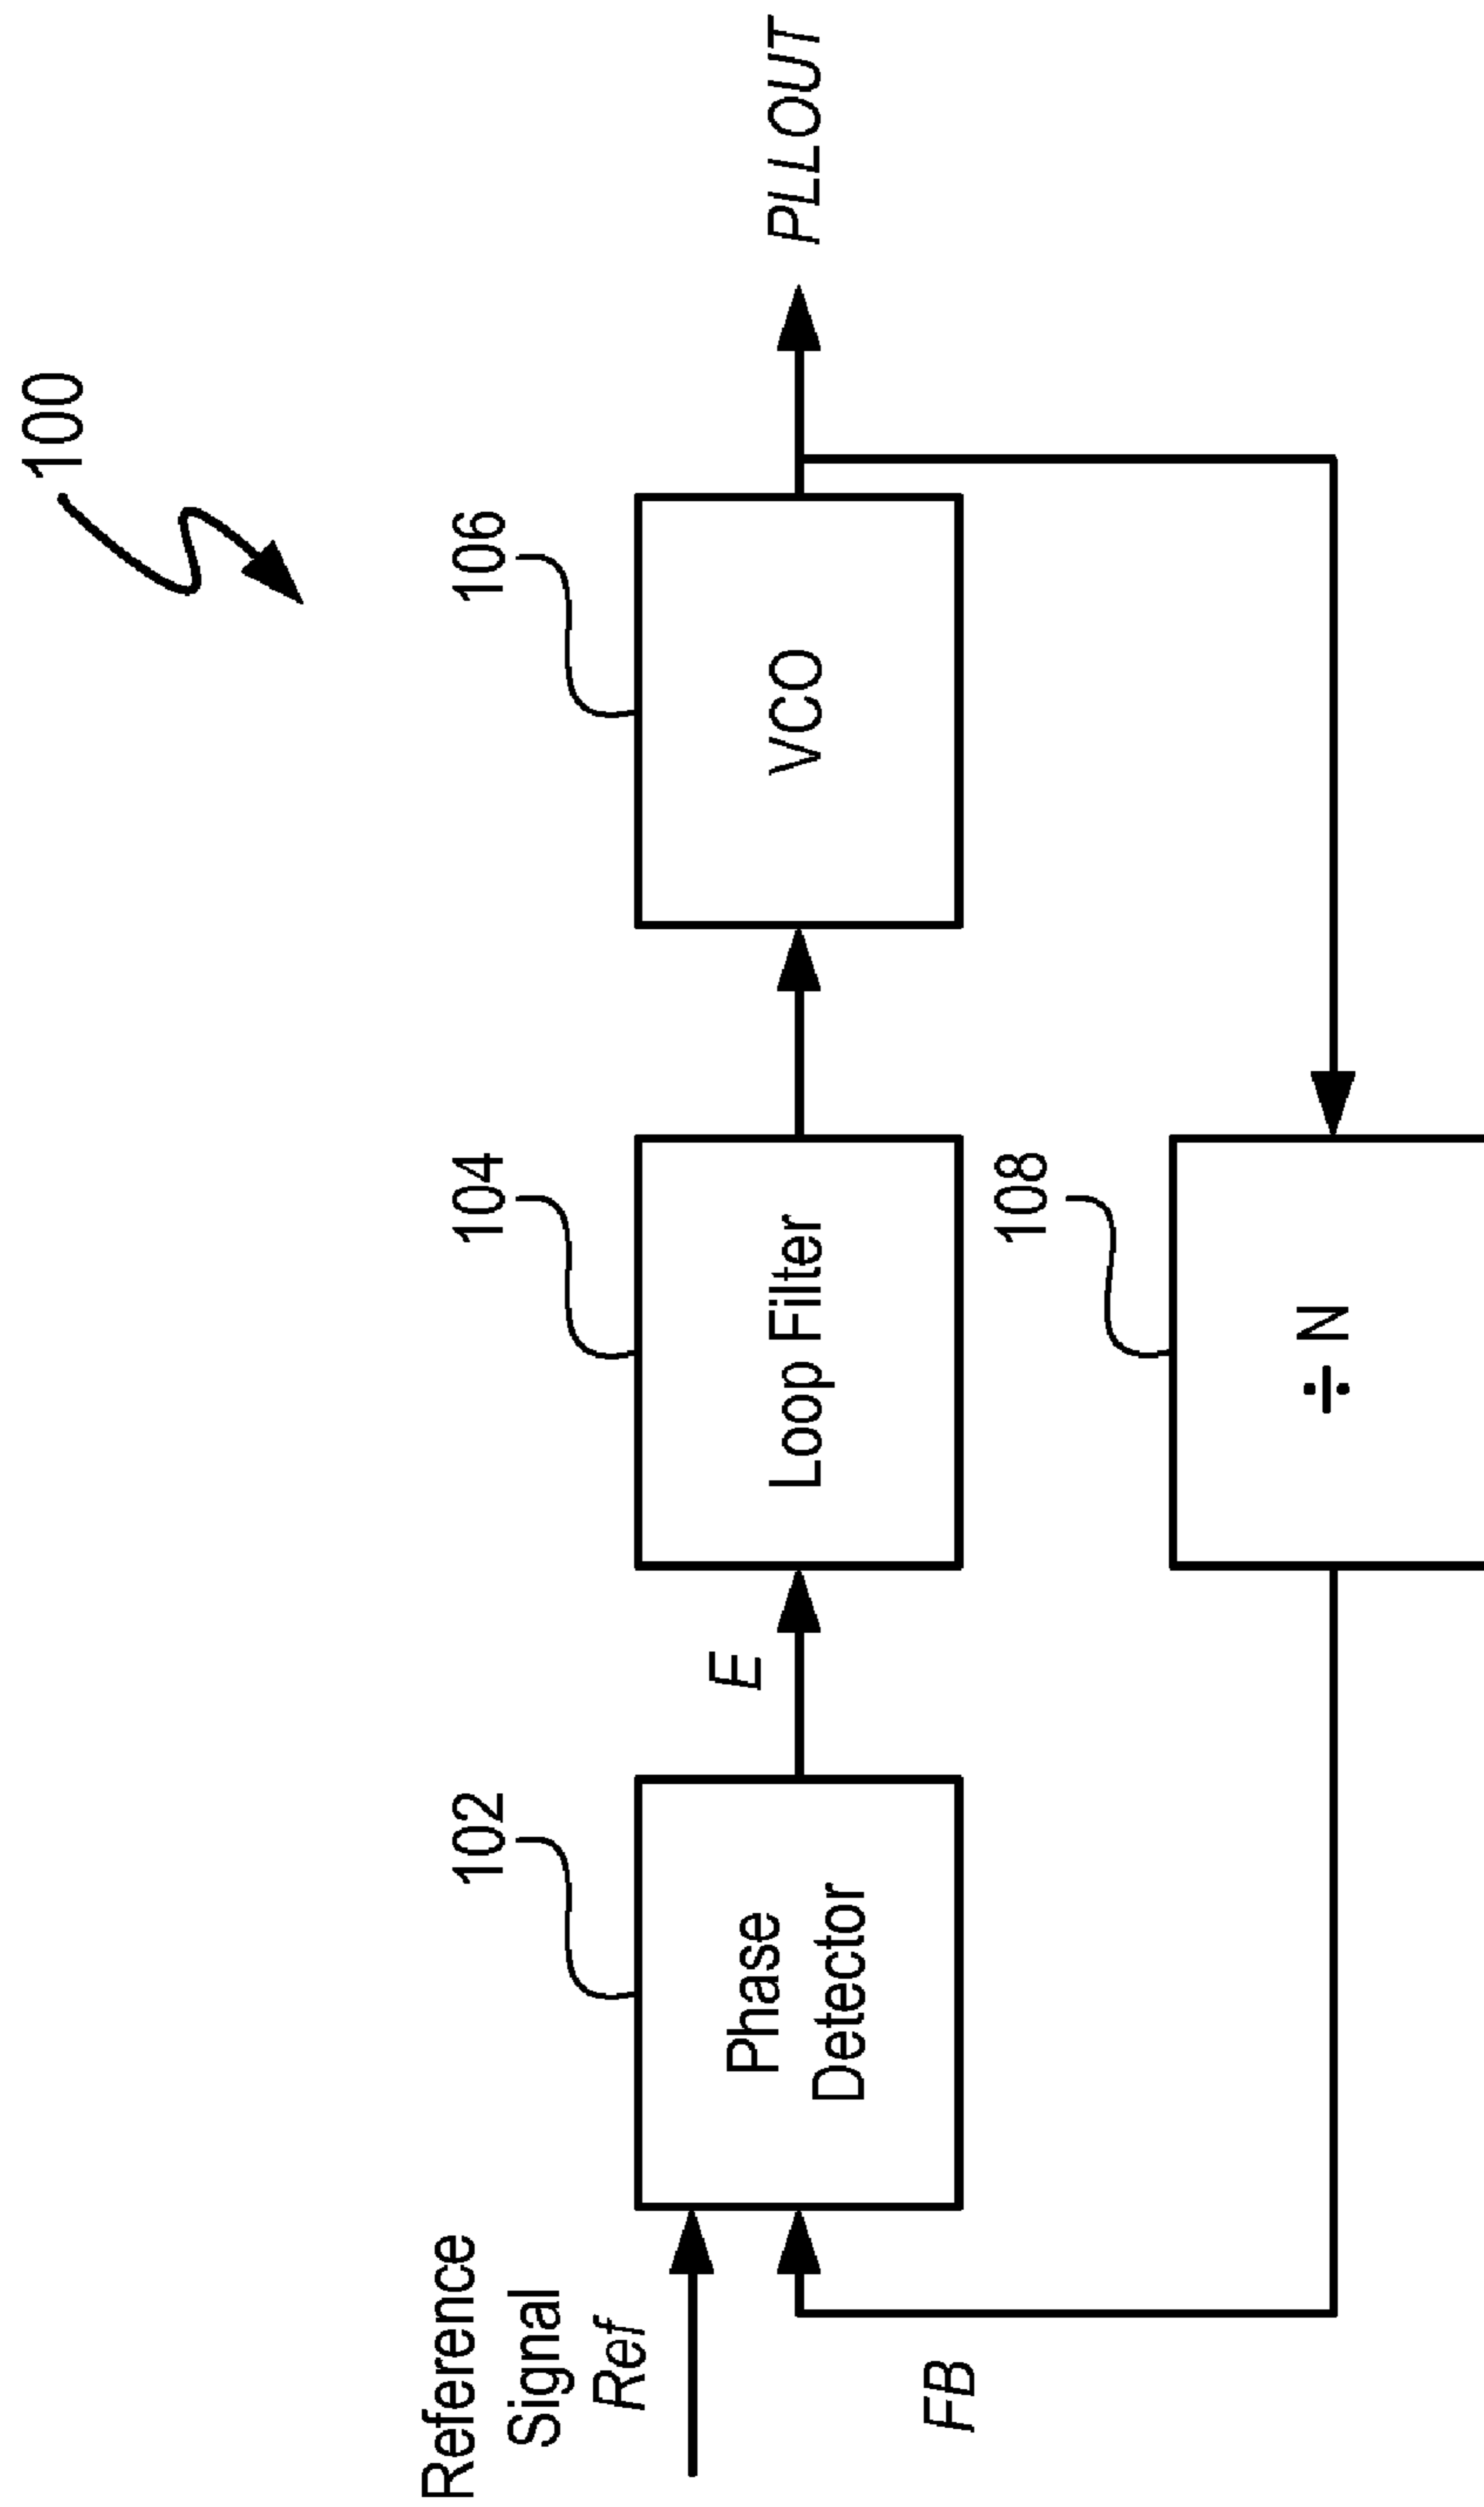 100
102
104
106
Reference
Signal
Ref
Phase
Detector
E
Loop Filter
VCO
PLLOUT
FB
108
÷ N